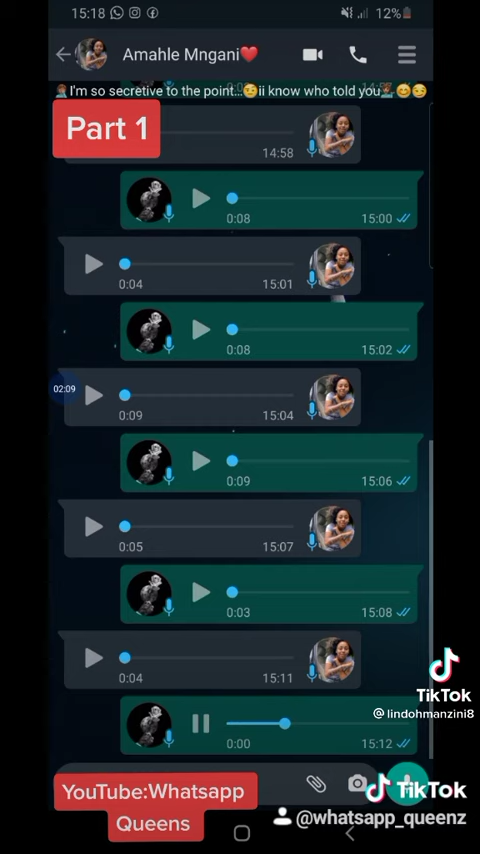 15:18 12%
Amahle Mngani❤️
🤦🏾‍♀️I'm so secretive to the point...🤨ii know who told you🤷🏾‍♀️😊😏
Part 1
14:58
0:08 15:00
0:04 15:01
0:08 15:02
02:09
0:09 15:04
0:09 15:06
0:05 15:07
0:03 15:08
0:04 15:11
0:00 15:12
TikTok
@lindohmanzini8
YouTube:Whatsapp
Queens
TikTok
@whatsapp_queenz